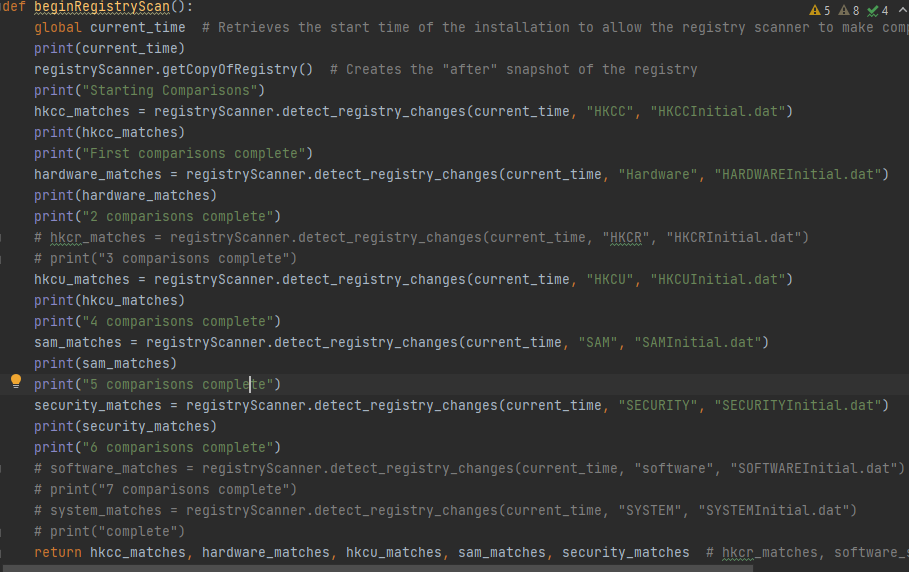 5 8 4
def beginRegistryScan():
global current_time # Retrieves the start time of the installation to allow the registry scanner to make
print(current_time)
registryScanner.getCopyOfRegistry() # Creates the "after" snapshot of the registry
print("Starting Comparisons")
hkcc_matches = registryScanner.detect_registry_changes(current_time, "HKCC", "HKCCInitial.dat")
print(hkcc_matches)
print("First comparisons complete")
hardware_matches = registryScanner.detect_registry_changes(current_time, "Hardware", "HARDWAREInitial.dat")
print(hardware_matches)
print("2 comparisons complete")
# hkcr_matches = registryScanner.detect_registry_changes(current_time, "HKCR", "HKCRInitial.dat")
# print("3 comparisons complete")
hkcu_matches = registryScanner.detect_registry_changes(current_time, "HKCU", "HKCUInitial.dat")
print(hkcu_matches)
print("4 comparisons complete")
sam_matches = registryScanner.detect_registry_changes(current_time, "SAM", "SAMInitial.dat")
print(sam_matches)
print("5 comparisons complete")
security_matches = registryScanner.detect_registry_changes(current_time, "SECURITY", "SECURITYInitial.dat")
print(security_matches)
print("6 comparisons complete")
# software_matches = registryScanner.detect_registry_changes(current_time, "software", "SOFTWAREInitial.dat")
# print("7 comparisons complete")
# system_matches = registryScanner.detect_registry_changes(current_time, "SYSTEM", "SYSTEMInitial.dat")
# print("complete")
return hkcc_matches, hardware_matches, hkcu_matches, sam_matches, security_matches # hkcr_matches,